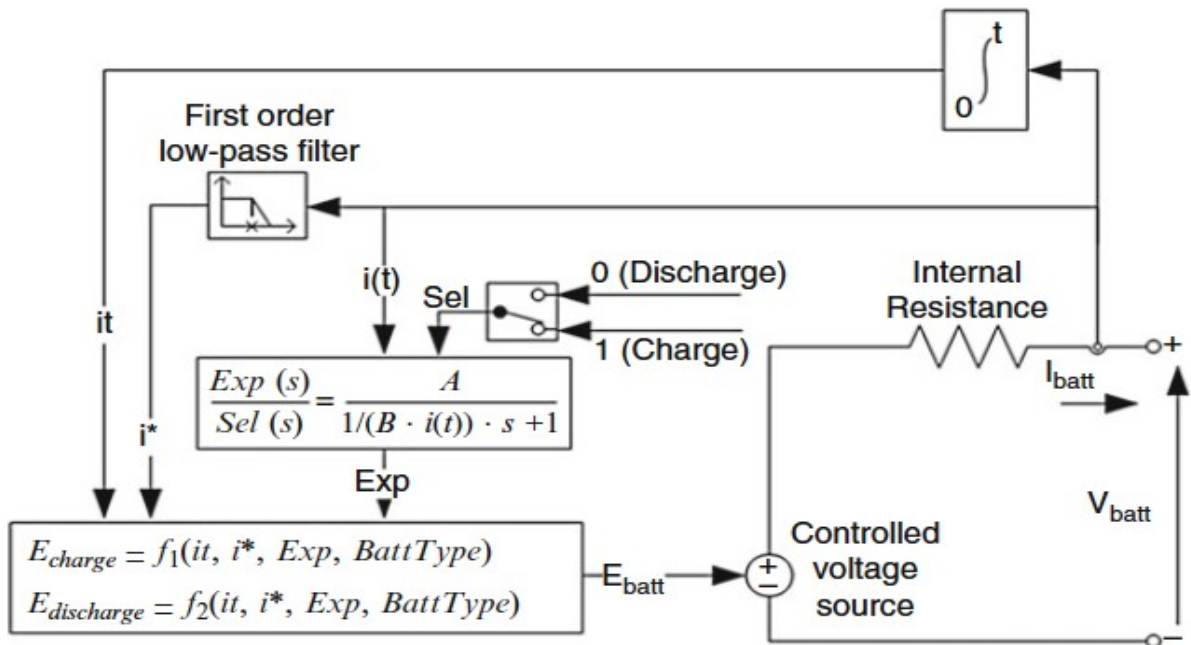 t
0
First order
low-pass filter
i(t)
Sel
0 (Discharge)
1 (Charge)
Internal
Resistance
+
it
I_batt
Exp (s)
Sel (s)
=
A
1/(B · i(t)) · s +1
i*
Exp
V_batt
E_charge = f_1(it, i*, Exp, BattType)
E_discharge = f_2(it, i*, Exp, BattType)
E_batt
+
−
Controlled
voltage
source
−